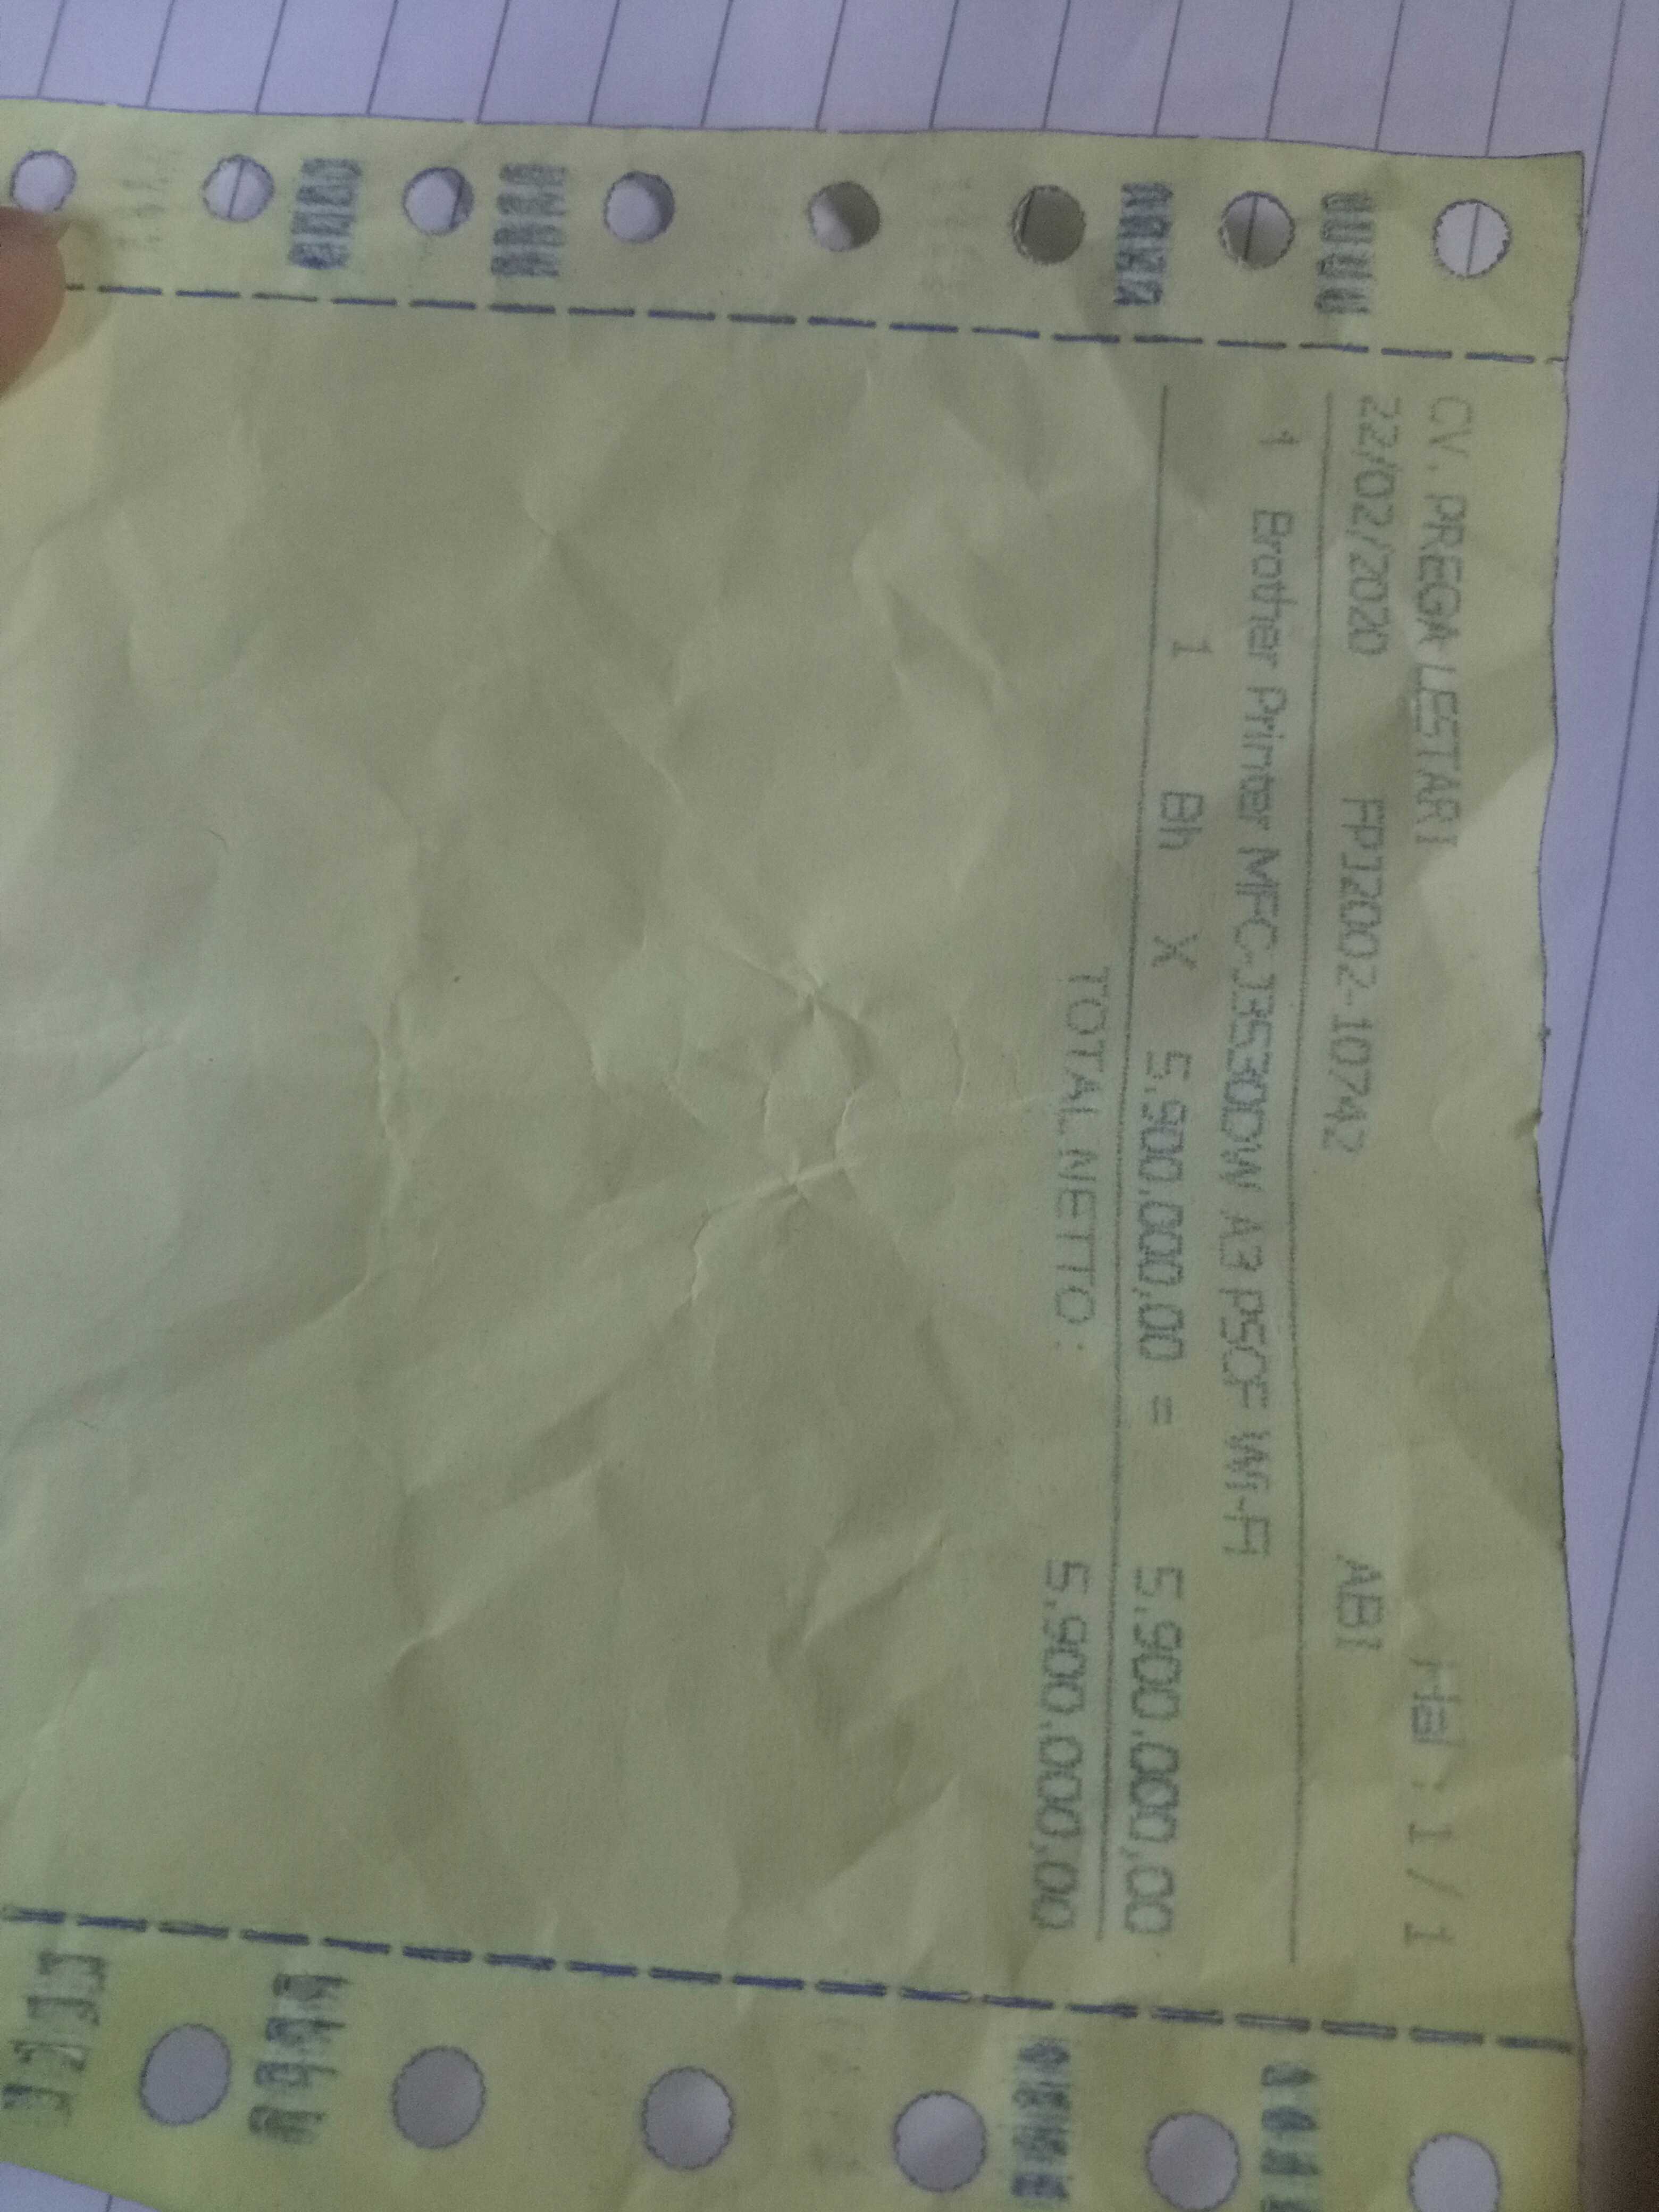 CV. PREGA LESTARI Hal : 1 / 1
22/02/2020 FPJ2002-10742 ABI
1 Brother Printer MFC-J3530DW A3 PSCF WI-FI
1 Bh X 5.900.000,00 = 5.900.000,00
TOTAL NETTO : 5.900.000,00